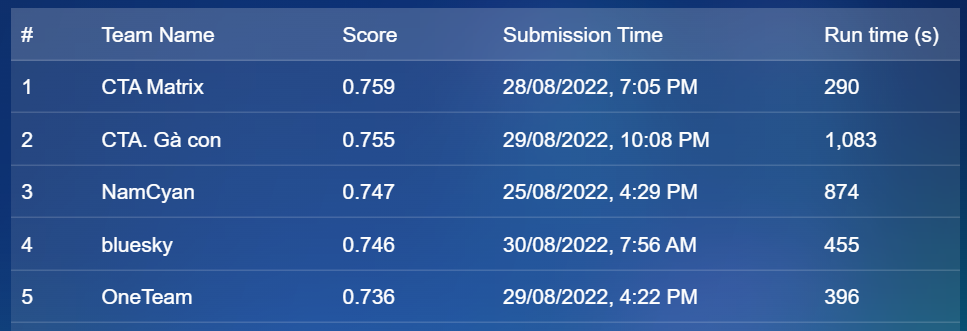 # Team Name Score Submission Time Run time (s)
1 CTA Matrix 0.759 28/08/2022, 7:05 PM 290
2 CTA. Gà con 0.755 29/08/2022, 10:08 PM 1,083
3 NamCyan 0.747 25/08/2022, 4:29 PM 874
4 bluesky 0.746 30/08/2022, 7:56 AM 455
5 OneTeam 0.736 29/08/2022, 4:22 PM 396